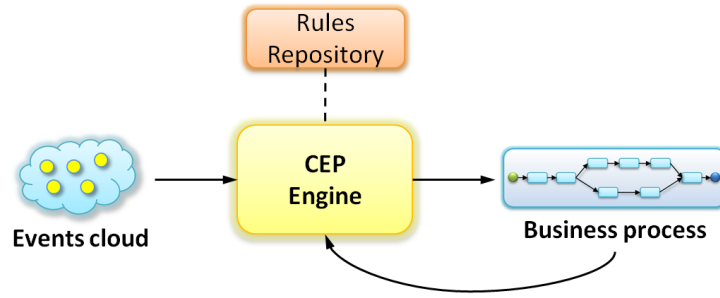 Rules
Repository
CEP
Engine
Events cloud
Business process